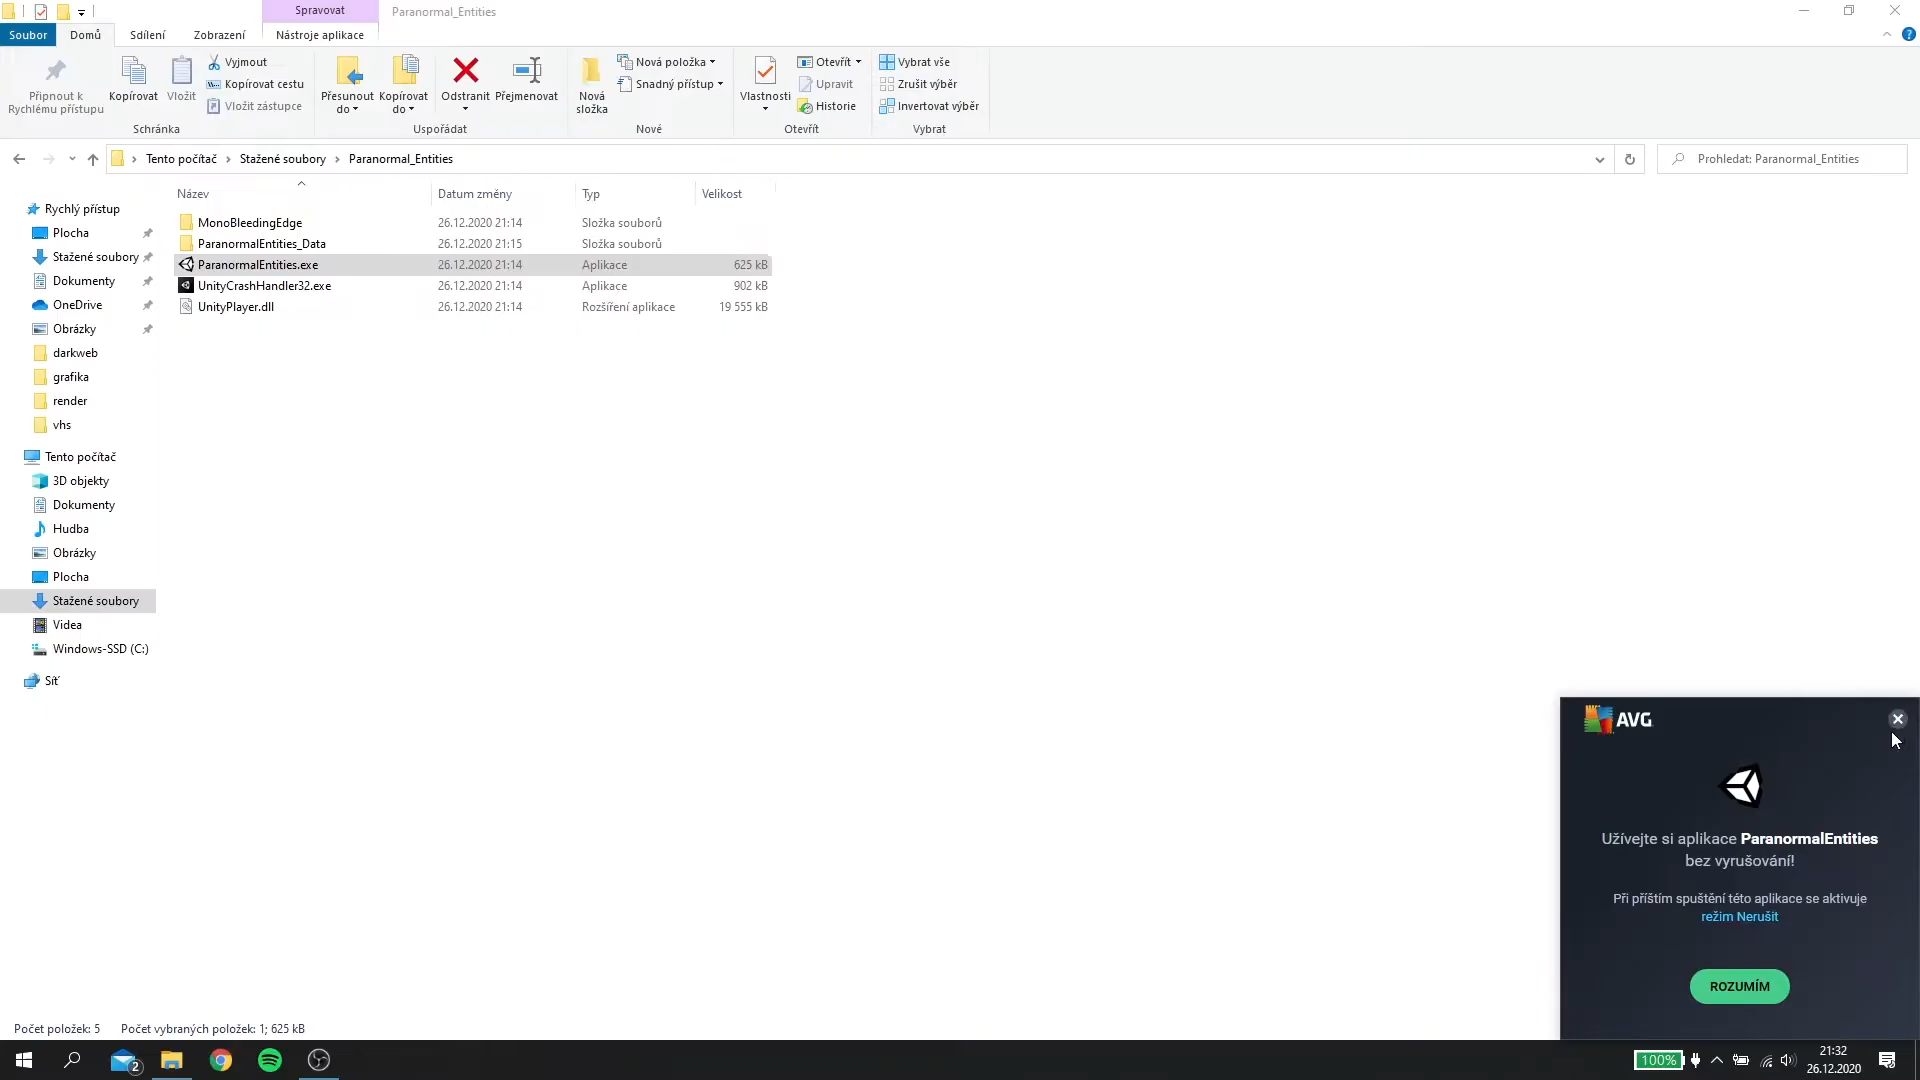 Spravovat
Paranormal_Entities
Soubor
Domů
Sdílení
Zobrazení
Nástroje aplikace
Připnout k
Rychlému přístupu
Kopírovat
Vložit
Vyjmout
Kopírovat cestu
Vložit zástupce
Schránka
Přesunout
do
Kopírovat
do
Odstranit
Přejmenovat
Uspořádat
Nová
složka
Nová položka
Snadný přístup
Nové
Vlastnosti
Otevřít
Upravit
Historie
Otevřít
Vybrat vše
Zrušit výběr
Invertovat výběr
Vybrat
Tento počítač
Stažené soubory
Paranormal_Entities
Prohledat: Paranormal_Entities
Název
Datum změny
Typ
Velikost
MonoBleedingEdge 26.12.2020 21:14 Složka souborů
ParanormalEntities_Data 26.12.2020 21:15 Složka souborů
ParanormalEntities.exe 26.12.2020 21:14 Aplikace 625 kB
UnityCrashHandler32.exe 26.12.2020 21:14 Aplikace 902 kB
UnityPlayer.dll 26.12.2020 21:14 Rozšíření aplikace 19 555 kB
Rychlý přístup
Plocha
Stažené soubory
Dokumenty
OneDrive
Obrázky
darkweb
grafika
render
vhs
Tento počítač
3D objekty
Dokumenty
Hudba
Obrázky
Plocha
Stažené soubory
Videa
Windows-SSD (C:)
Síť
AVG
Užívejte si aplikace ParanormalEntities
bez vyrušování!
Při příštím spuštění této aplikace se aktivuje
režim Nerušit
ROZUMÍM
Počet položek: 5
Počet vybraných položek: 1; 625 kB
2
100%
21:32
26.12.2020